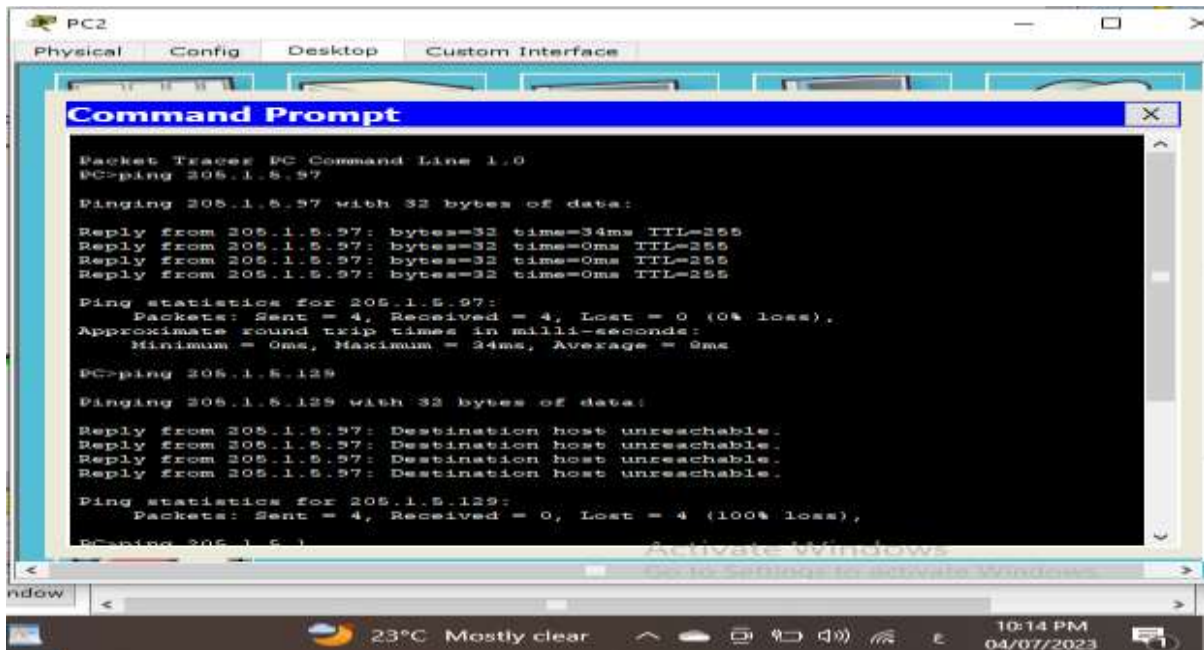 PC2
Physical Config Desktop Custom Interface
Command Prompt
Packet Tracer PC Command Line 1.0
PC>ping 205.1.5.97
Pinging 205.1.5.97 with 32 bytes of data:
Reply from 205.1.5.97: bytes=32 time=34ms TTL=255
Reply from 205.1.5.97: bytes=32 time=0ms TTL=255
Reply from 205.1.5.97: bytes=32 time=0ms TTL=255
Reply from 205.1.5.97: bytes=32 time=0ms TTL=255
Ping statistics for 205.1.5.97:
Packets: Sent = 4, Received = 4, Lost = 0 (0% loss),
Approximate round trip times in milli-seconds:
Minimum = 0ms, Maximum = 34ms, Average = 8ms
PC>ping 205.1.5.129
Pinging 205.1.5.129 with 32 bytes of data:
Reply from 205.1.5.97: Destination host unreachable.
Reply from 205.1.5.97: Destination host unreachable.
Reply from 205.1.5.97: Destination host unreachable.
Reply from 205.1.5.97: Destination host unreachable.
Ping statistics for 205.1.5.129:
Packets: Sent = 4, Received = 0, Lost = 4 (100% loss),
PC>ping 205.1.5.1
Activate Windows
Go to Settings to activate Windows.
ndow
23°C Mostly clear
ع
10:14 PM
04/07/2023
1